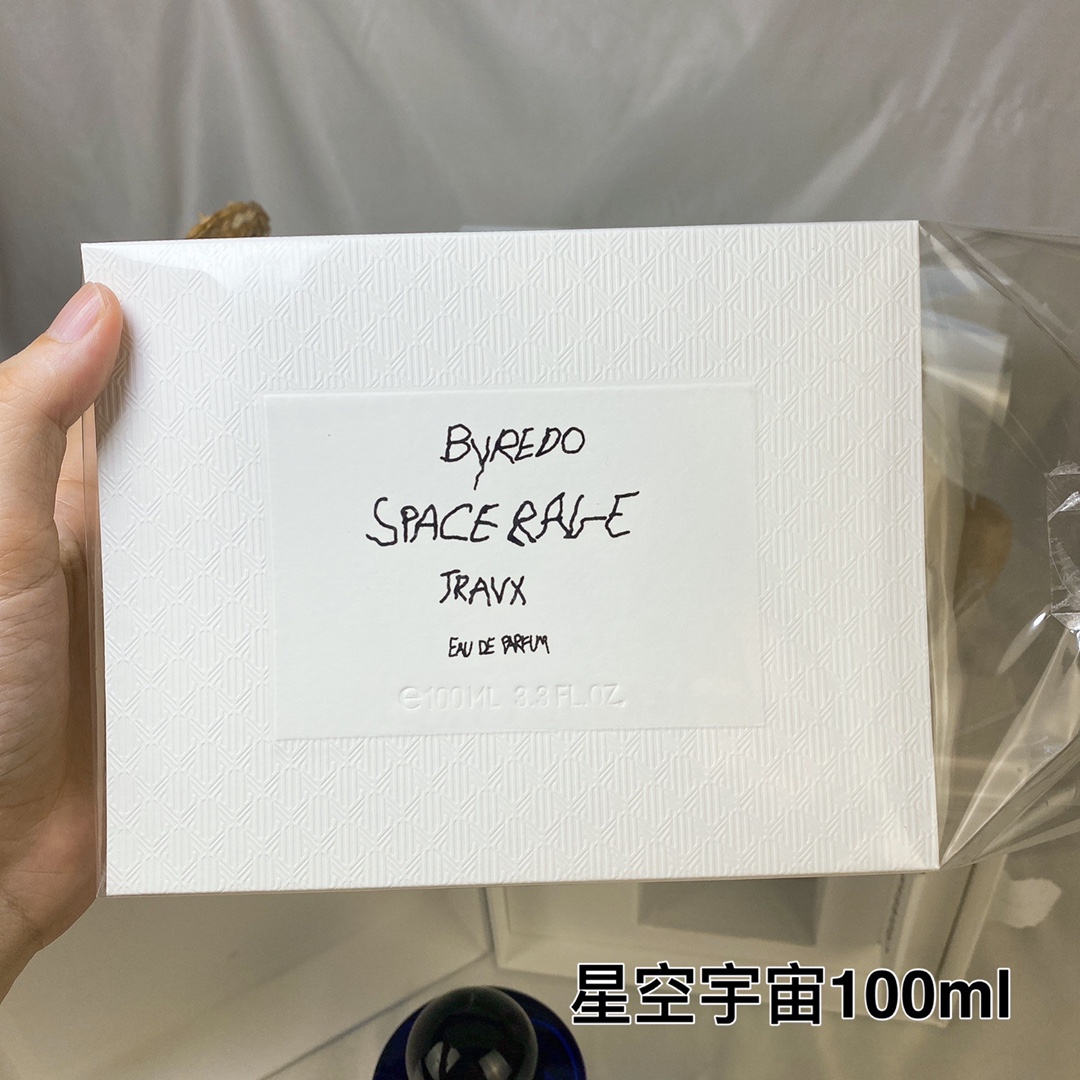 BYREDO
SPACE RAGE
TRAVX
EAU DE PARFUM
e 100ML 3.3 FL.OZ.
星空宇宙100ml